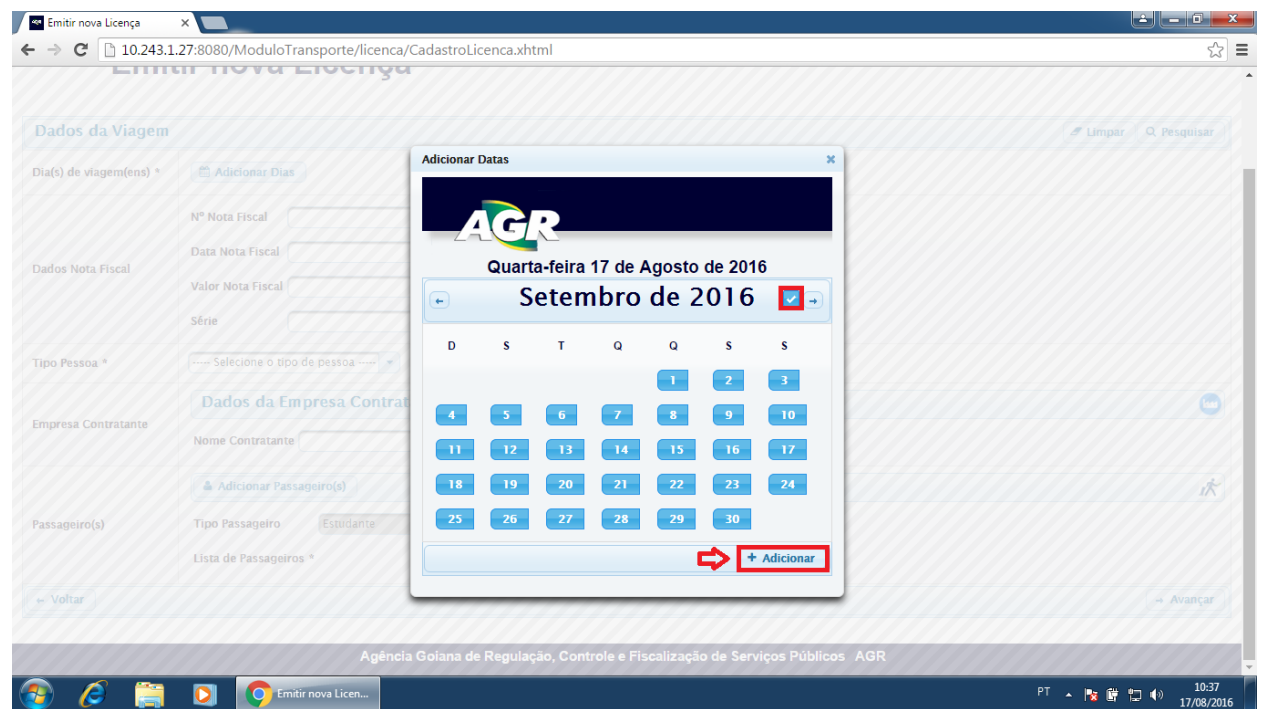 Emitir nova Licença
10.243.1.27:8080/ModuloTransporte/licenca/CadastroLicenca.xhtml
Emitir nova Licença
Dados da Viagem
Limpar
Pesquisar
Adicionar Datas
Dia(s) de viagem(ens) *
Adicionar Dias
AGR
Nº Nota Fiscal
Data Nota Fiscal
Dados Nota Fiscal
Valor Nota Fiscal
Série
Quarta-feira 17 de Agosto de 2016
Setembro de 2016
D S T Q Q S S
1 2 3
4 5 6 7 8 9 10
11 12 13 14 15 16 17
18 19 20 21 22 23 24
25 26 27 28 29 30
+ Adicionar
Tipo Pessoa *
----- Selecione o tipo de pessoa -----
Dados da Empresa Contrat
Empresa Contratante
Nome Contratante
Adicionar Passageiro(s)
Passageiro(s)
Tipo Passageiro
Estudante
Lista de Passageiros *
Voltar
Avançar
Agência Goiana de Regulação, Controle e Fiscalização de Serviços Públicos AGR
Emitir nova Licen...
PT
10:37
17/08/2016